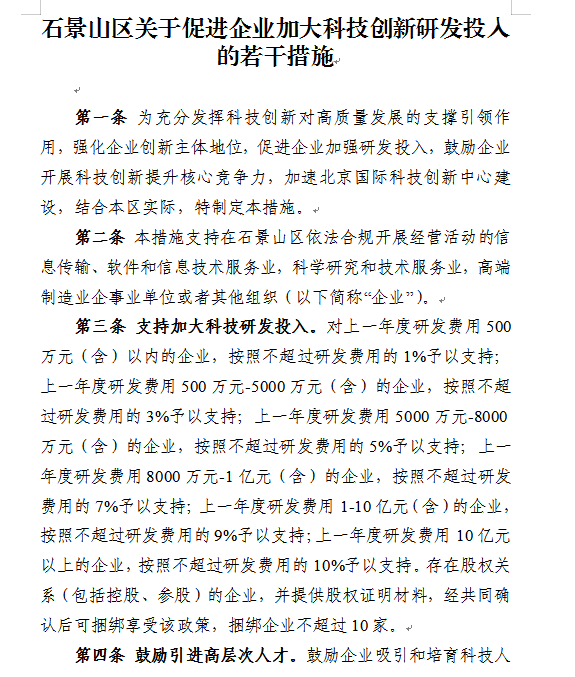 石景山区关于促进企业加大科技创新研发投入
的若干措施
第一条 为充分发挥科技创新对高质量发展的支撑引领作
用，强化企业创新主体地位，促进企业加强研发投入，鼓励企业
开展科技创新提升核心竞争力，加速北京国际科技创新中心建
设，结合本区实际，特制定本措施。
第二条 本措施支持在石景山区依法合规开展经营活动的信
息传输、软件和信息技术服务业，科学研究和技术服务业，高端
制造业企事业单位或者其他组织（以下简称“企业”）。
第三条 支持加大科技研发投入。对上一年度研发费用 500
万元（含）以内的企业，按照不超过研发费用的 1%予以支持；
上一年度研发费用 500 万元-5000 万元（含）的企业，按照不超
过研发费用的 3%予以支持；上一年度研发费用 5000 万元-8000
万元（含）的企业，按照不超过研发费用的 5%予以支持；上一
年度研发费用 8000 万元-1 亿元（含）的企业，按照不超过研发
费用的 7%予以支持；上一年度研发费用 1-10 亿元（含）的企业，
按照不超过研发费用的 9%予以支持；上一年度研发费用 10 亿元
以上的企业，按照不超过研发费用的 10%予以支持。存在股权关
系（包括控股、参股）的企业，并提供股权证明材料，经共同确
认后可捆绑享受该政策，捆绑企业不超过 10 家。
第四条 鼓励引进高层次人才。鼓励企业吸引和培育科技人